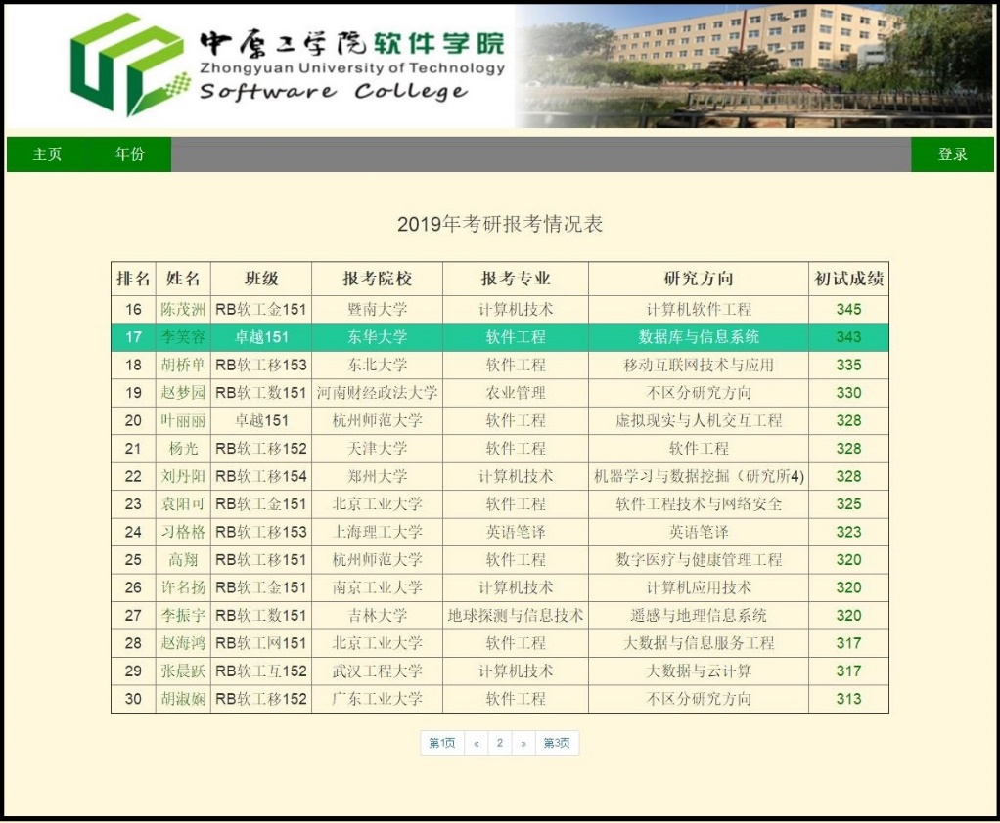 中原工学院软件学院
Zhongyuan University of Technology
Software College
主页 年份 登录
2019年考研报考情况表
排名 姓名 班级 报考院校 报考专业 研究方向 初试成绩
16 陈茂洲 RB软工金151 暨南大学 计算机技术 计算机软件工程 345
17 李笑容 卓越151 东华大学 软件工程 数据库与信息系统 343
18 胡桥单 RB软工移153 东北大学 软件工程 移动互联网技术与应用 335
19 赵梦园 RB软工数151 河南财经政法大学 农业管理 不区分研究方向 330
20 叶丽丽 卓越151 杭州师范大学 软件工程 虚拟现实与人机交互工程 328
21 杨光 RB软工移152 天津大学 软件工程 软件工程 328
22 刘丹阳 RB软工移154 郑州大学 计算机技术 机器学习与数据挖掘（研究所4) 328
23 袁阳可 RB软工金151 北京工业大学 软件工程 软件工程技术与网络安全 325
24 习格格 RB软工移153 上海理工大学 英语笔译 英语笔译 323
25 高翔 RB软工移151 杭州师范大学 软件工程 数字医疗与健康管理工程 320
26 许名扬 RB软工金151 南京工业大学 计算机技术 计算机应用技术 320
27 李振宇 RB软工数151 吉林大学 地球探测与信息技术 遥感与地理信息系统 320
28 赵海鸿 RB软工网151 北京工业大学 软件工程 大数据与信息服务工程 317
29 张晨跃 RB软工互152 武汉工程大学 计算机技术 大数据与云计算 317
30 胡淑娴 RB软工移152 广东工业大学 软件工程 不区分研究方向 313
第1页 « 2 » 第3页